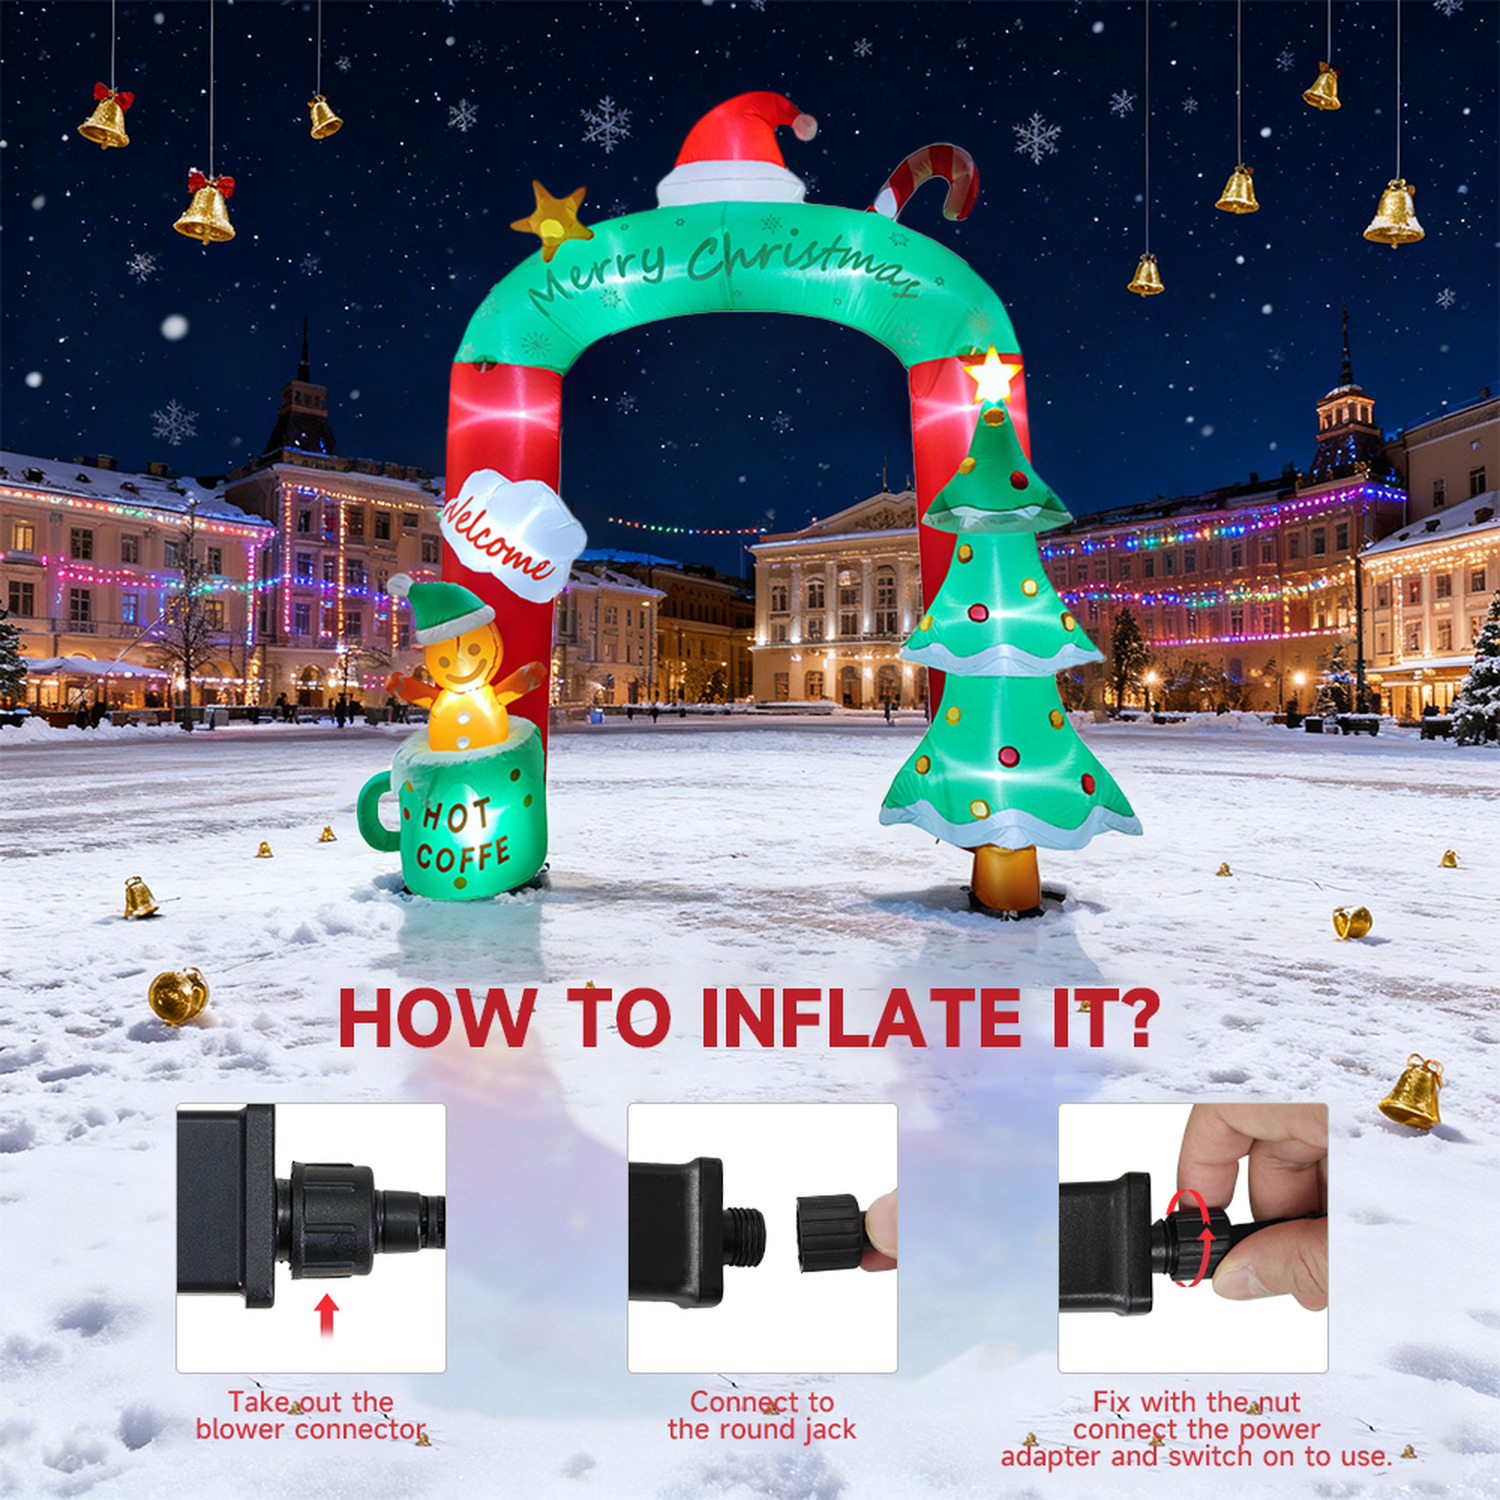 Merry Christmas
Welcome
HOT
COFFE
HOW TO INFLATE IT?
Take out the
blower connector
Connect to
the round jack
Fix with the nut
connect the power
adapter and switch on to use.